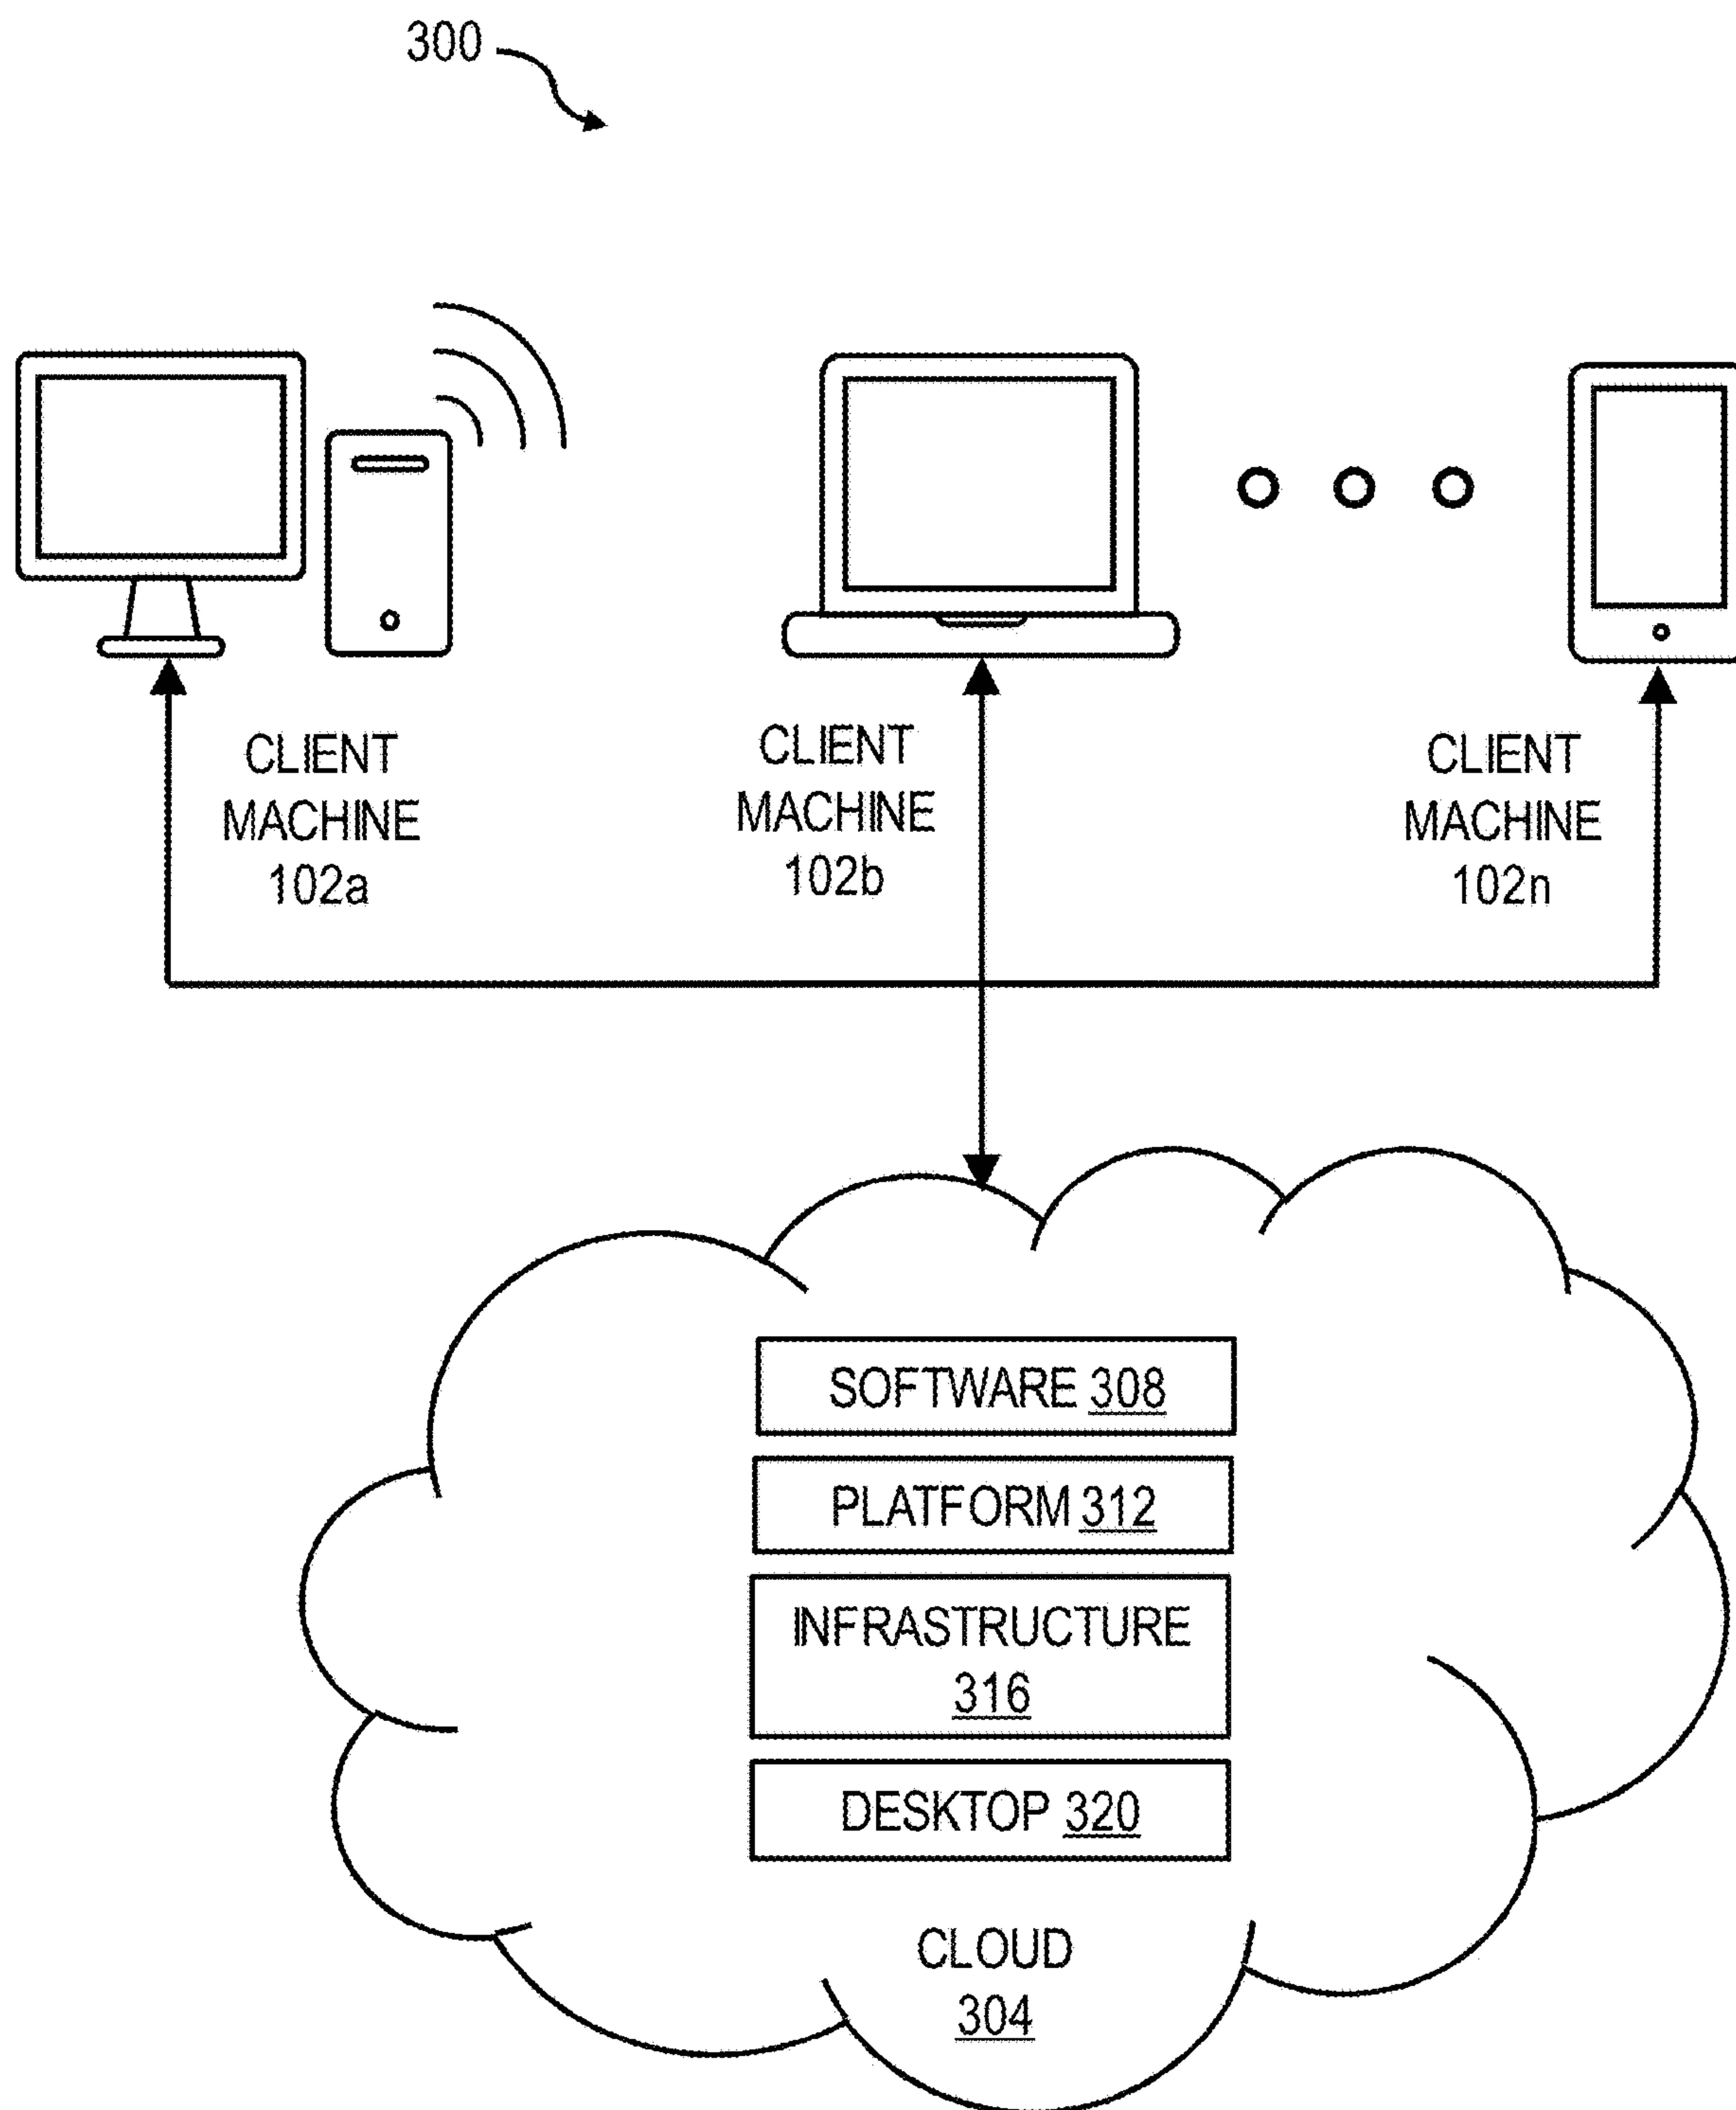 300
CLIENT
MACHINE
102a
CLIENT
MACHINE
102b
CLIENT
MACHINE
102n
SOFTWARE 308
PLATFORM 312
INFRASTRUCTURE
316
DESKTOP 320
CLOUD
304